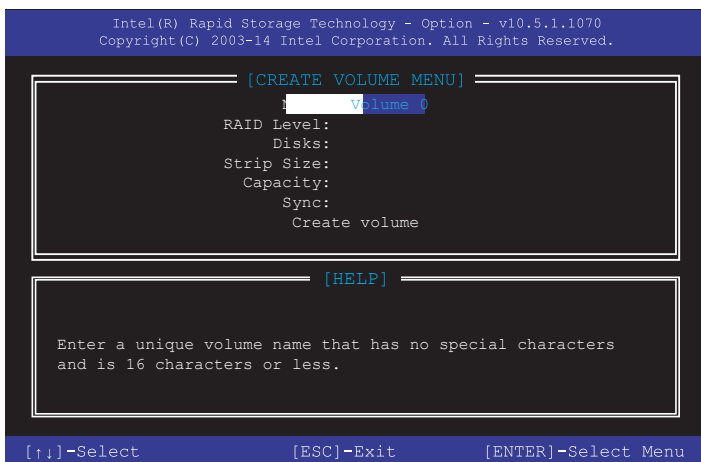 Intel(R) Rapid Storage Technology - Option - v10.5.1.1070
Copyright(C) 2003-14 Intel Corporation. All Rights Reserved.
[CREATE VOLUME MENU]
Volume 0
RAID Level:
Disks:
Strip Size:
Capacity:
Sync:
Create volume
[HELP]
Enter a unique volume name that has no special characters
and is 16 characters or less.
[↑↓]-Select [ESC]-Exit [ENTER]-Select Menu